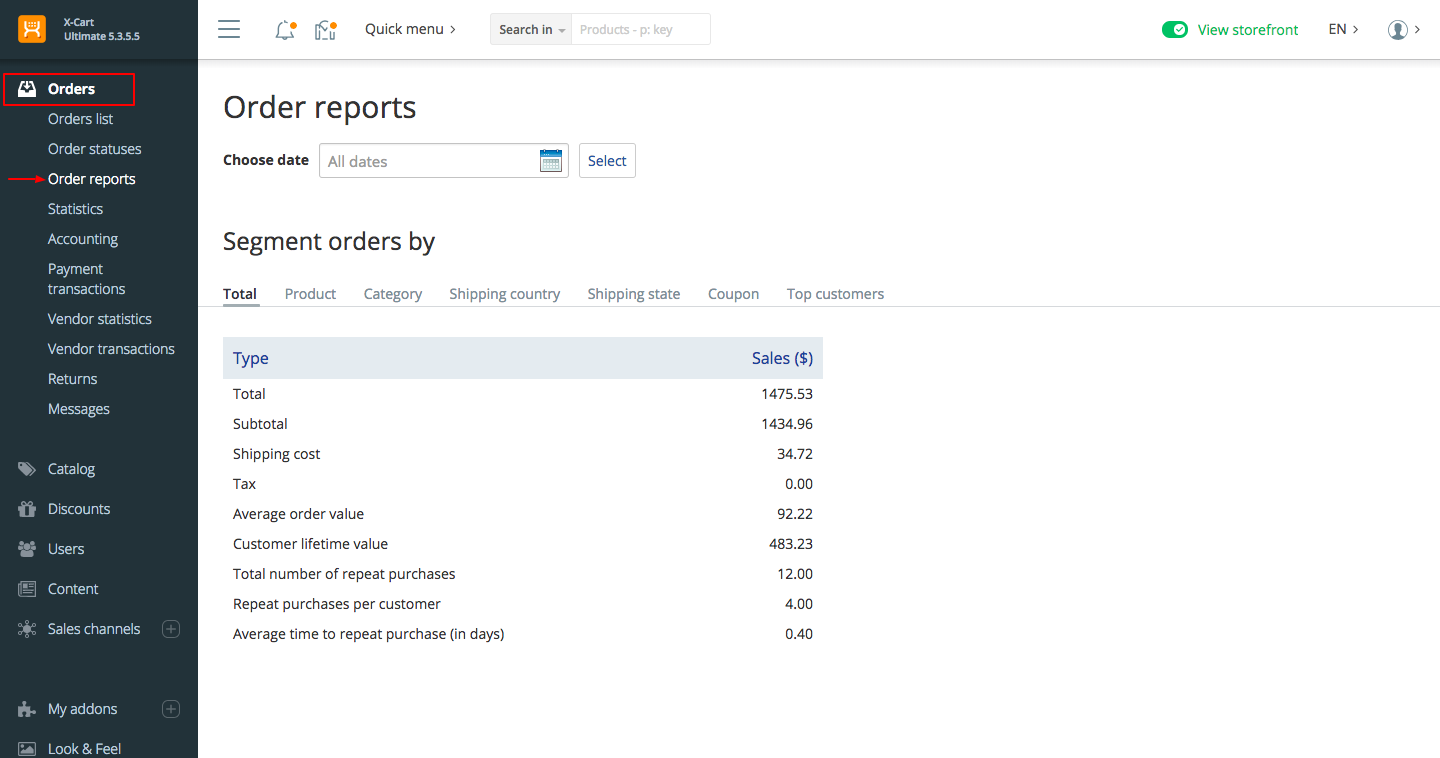 X-Cart
Ultimate 5.3.5.5
Quick menu
Search in
Products - p: key
View storefront
EN
Orders
Orders list
Order statuses
Order reports
Statistics
Accounting
Payment
transactions
Vendor statistics
Vendor transactions
Returns
Messages
Catalog
Discounts
Users
Content
Sales channels
My addons
Look & Feel
Order reports
Choose date All dates Select
Segment orders by
Total Product Category Shipping country Shipping state Coupon Top customers
Type Sales ($)
Total 1475.53
Subtotal 1434.96
Shipping cost 34.72
Tax 0.00
Average order value 92.22
Customer lifetime value 483.23
Total number of repeat purchases 12.00
Repeat purchases per customer 4.00
Average time to repeat purchase (in days) 0.40